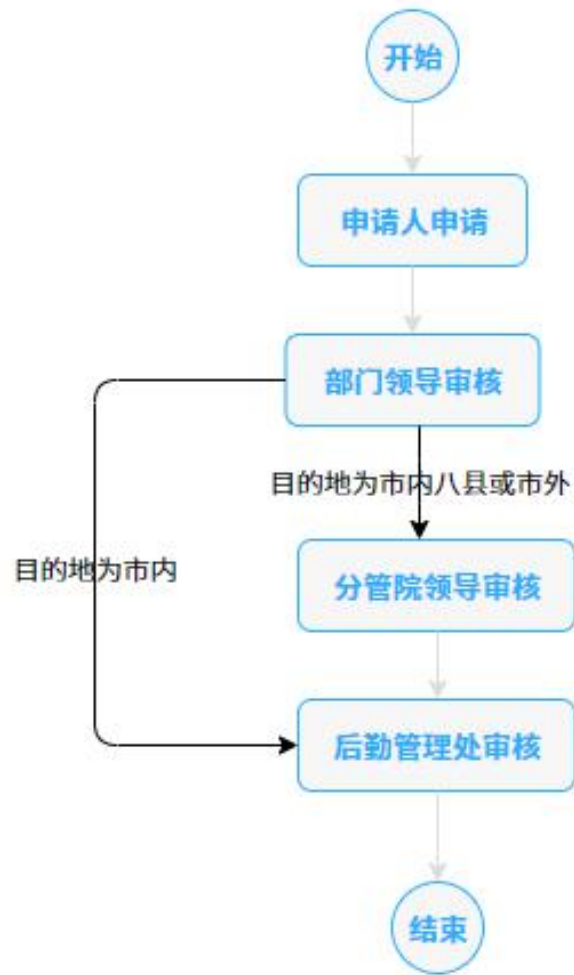 开始
申请人申请
部门领导审核
目的地为市内八县或市外
目的地为市内
分管院领导审核
后勤管理处审核
结束